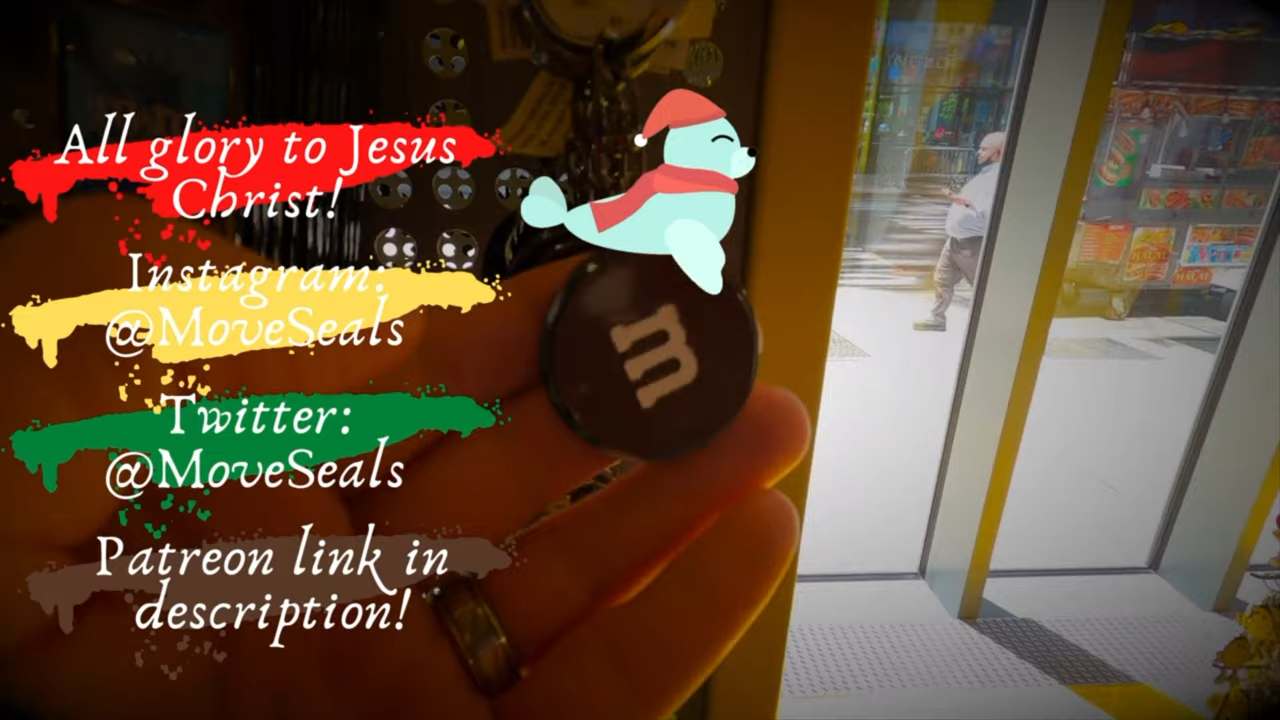 All glory to Jesus
Christ!
Instagram:
@MoveSeals
Twitter:
@MoveSeals
Patreon link in
description!
m